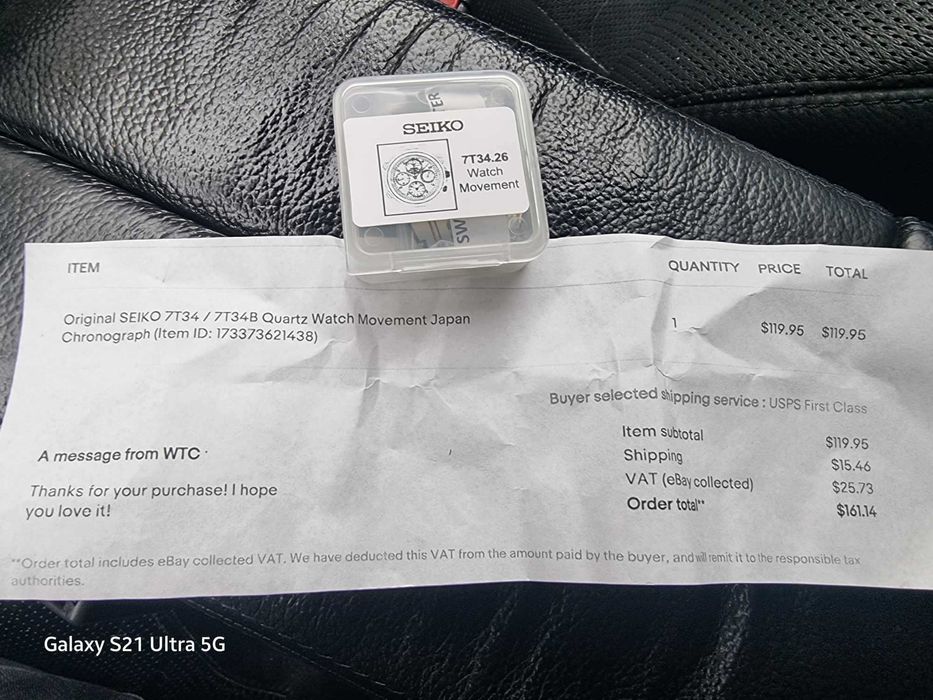 SEIKO
7T34.26
Watch
Movement
ER
SW
ITEM QUANTITY PRICE TOTAL
Original SEIKO 7T34 / 7T34B Quartz Watch Movement Japan 1 $119.95 $119.95
Chronograph (Item ID: 173373621438)
Buyer selected shipping service : USPS First Class
Item subtotal $119.95
Shipping $15.46
VAT (eBay collected) $25.73
Order total** $161.14
A message from WTC
Thanks for your purchase! I hope
you love it!
**Order total includes eBay collected VAT. We have deducted this VAT from the amount paid by the buyer, and will remit it to the responsible tax
authorities.
Galaxy S21 Ultra 5G